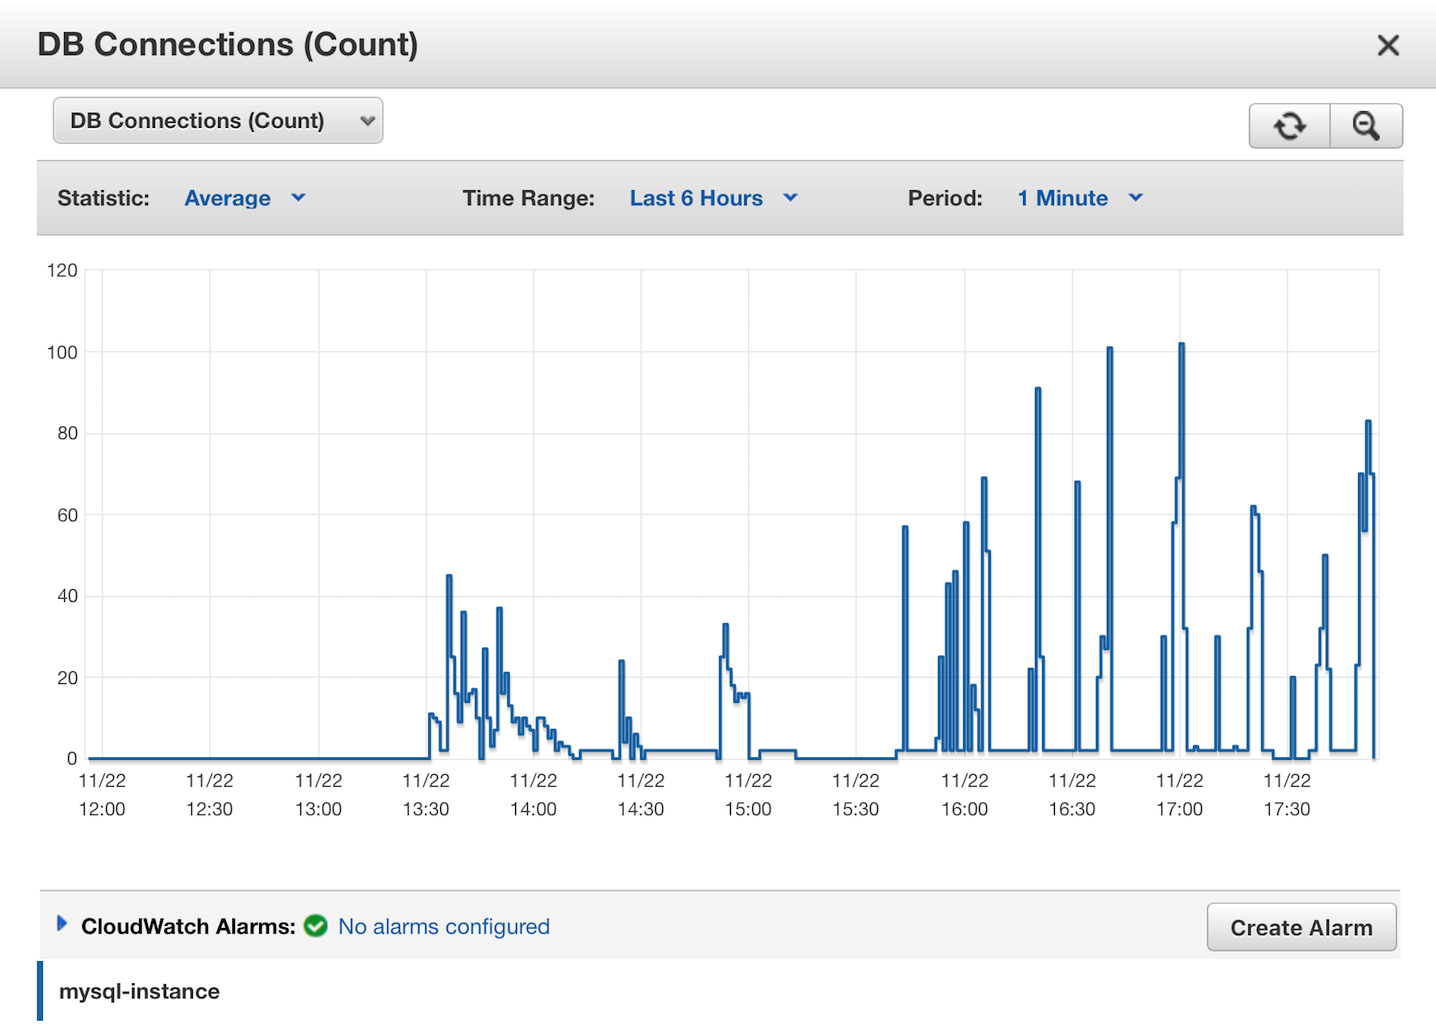 DB Connections (Count)
DB Connections (Count)
Statistic: Average Time Range: Last 6 Hours Period: 1 Minute
120
100
80
60
40
20
0
11/22 11/22 11/22 11/22 11/22 11/22 11/22 11/22 11/22 11/22 11/22 11/22
12:00 12:30 13:00 13:30 14:00 14:30 15:00 15:30 16:00 16:30 17:00 17:30
CloudWatch Alarms: No alarms configured Create Alarm
mysql-instance